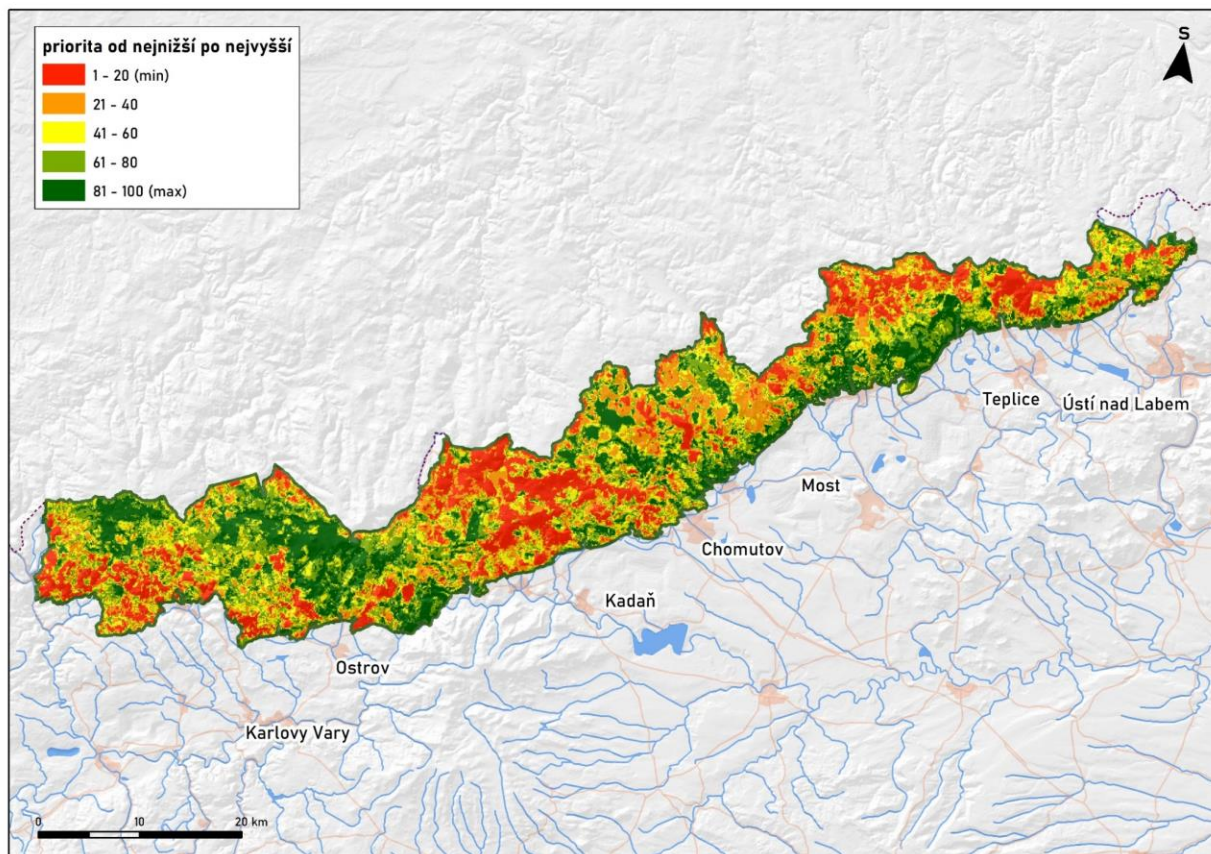 priorita od nejnižší po nejvyšší
1 - 20 (min)
21 - 40
41 - 60
61 - 80
81 - 100 (max)
S
Teplice
Ústí nad Labem
Most
Chomutov
Kadaň
Ostrov
Karlovy Vary
0 10 20 km